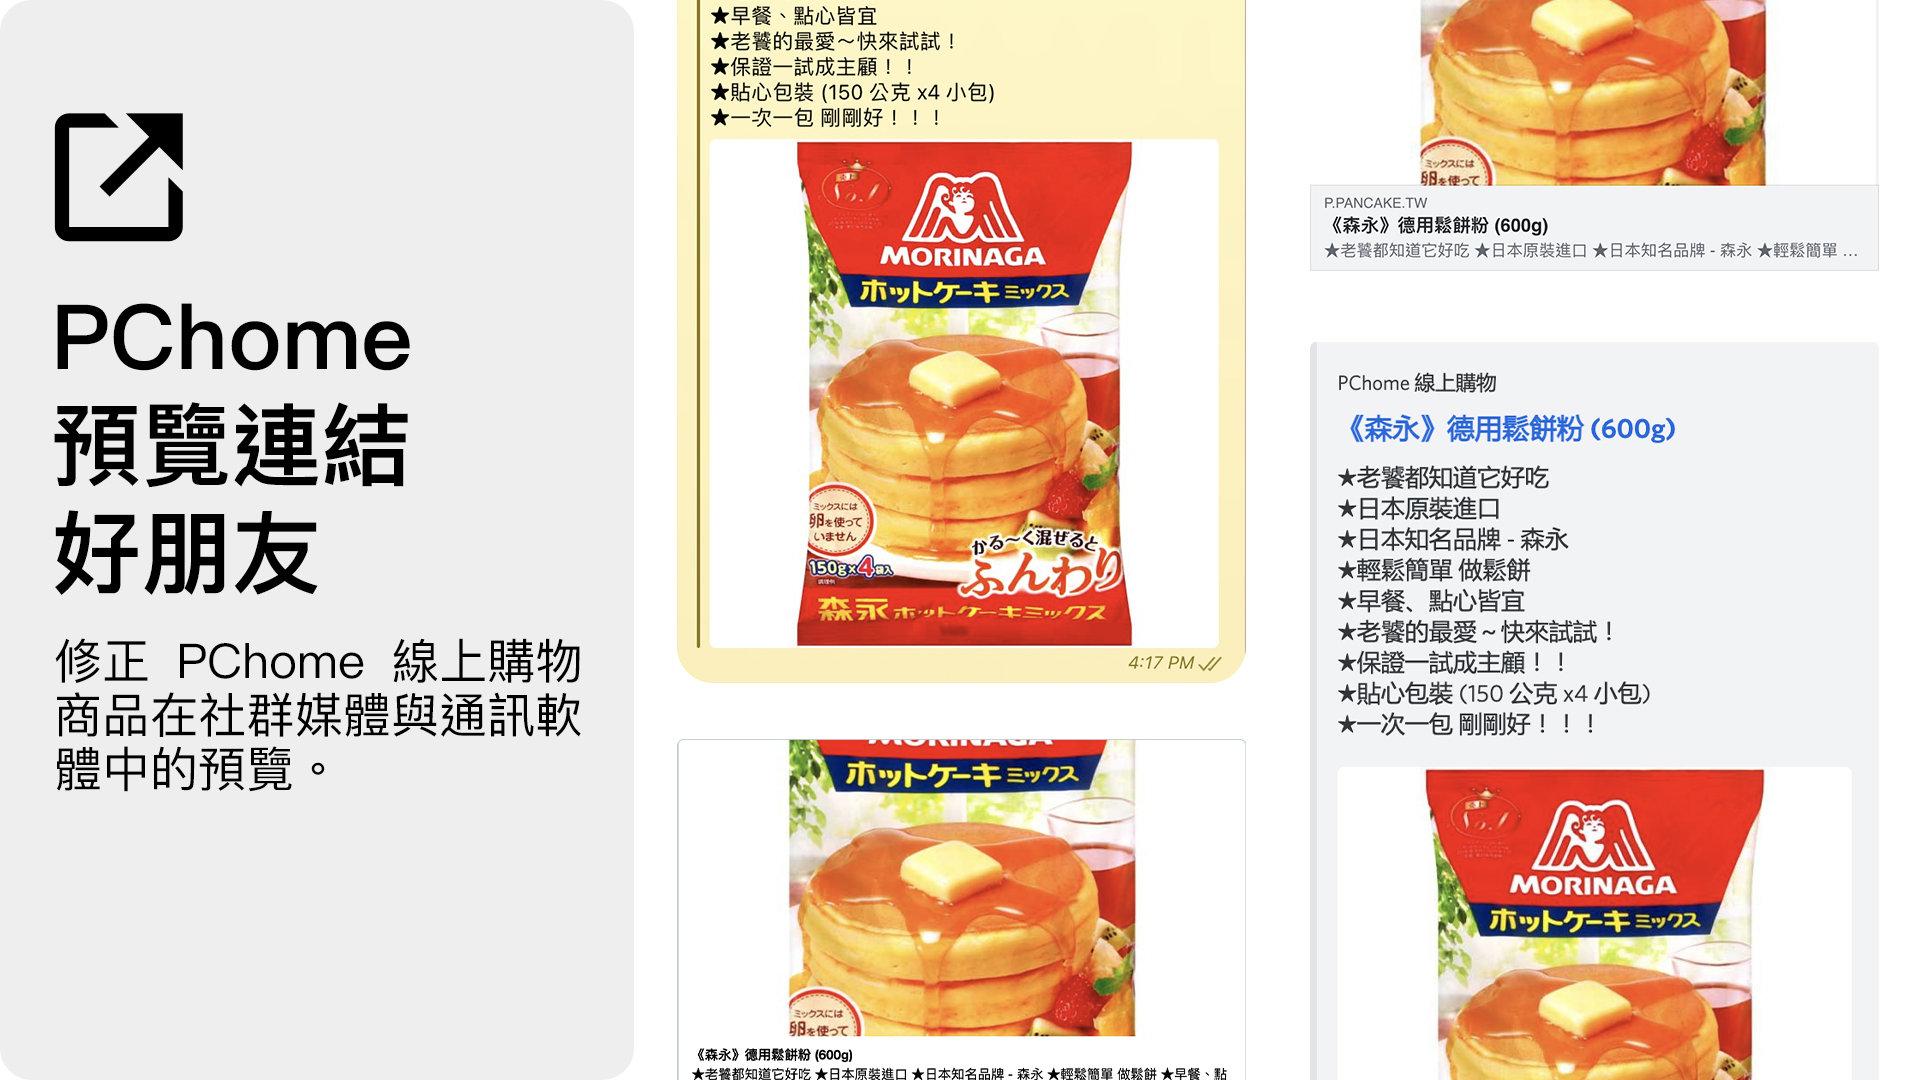 PChome
預覽連結
好朋友
修正 PChome 線上購物
商品在社群媒體與通訊軟
體中的預覽。
★早餐、點心皆宜
★老饕的最愛～快來試試！
★保證一試成主顧！！
★貼心包裝 (150 公克 x4 小包)
★一次一包 剛剛好！！！
No.1
MORINAGA
ホットケーキミックス
ミックスには
卵を使って
いません
かる〜く混ぜると
ふんわり
150g×4袋入
調理例
森永ホットケーキミックス
4:17 PM
MORINAGA
ホットケーキミックス
ミックスには
卵を使って
《森永》德用鬆餅粉 (600g)
★老饕都知道它好吃 ★日本原裝進口 ★日本知名品牌 - 森永 ★輕鬆簡單 做鬆餅 ★早餐、點
ミックスには
卵を使って
P.PANCAKE.TW
《森永》德用鬆餅粉 (600g)
★老饕都知道它好吃 ★日本原裝進口 ★日本知名品牌 - 森永 ★輕鬆簡單 …
PChome 線上購物
《森永》德用鬆餅粉 (600g)
★老饕都知道它好吃
★日本原裝進口
★日本知名品牌 - 森永
★輕鬆簡單 做鬆餅
★早餐、點心皆宜
★老饕的最愛～快來試試！
★保證一試成主顧！！
★貼心包裝 (150 公克 x4 小包)
★一次一包 剛剛好！！！
No.1
MORINAGA
ホットケーキミックス